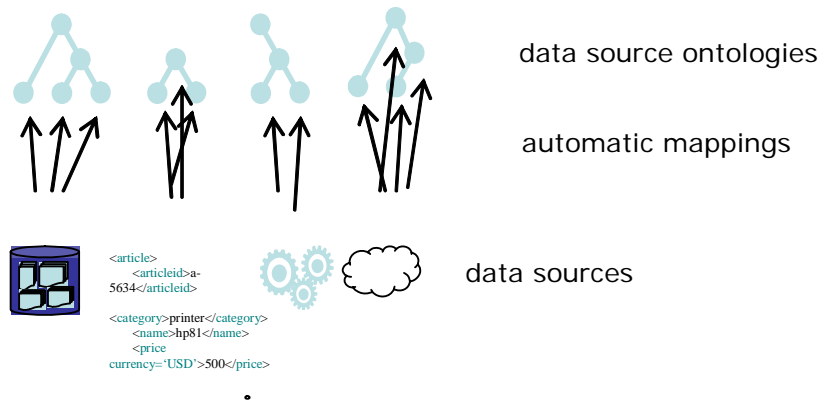 data source ontologies
automatic mappings
<article>
<articleid>a-
5634</articleid>
<category>printer</category>
<name>hp81</name>
<price
currency=‘USD’>500</price>
data sources